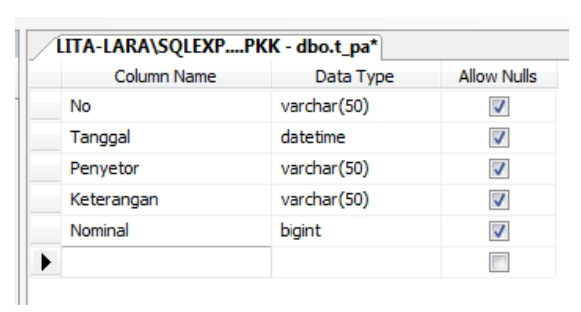 LITA-LARA\SQLEXP....PKK - dbo.t_pa*
Column Name Data Type Allow Nulls
No varchar(50)
Tanggal datetime
Penyetor varchar(50)
Keterangan varchar(50)
Nominal bigint